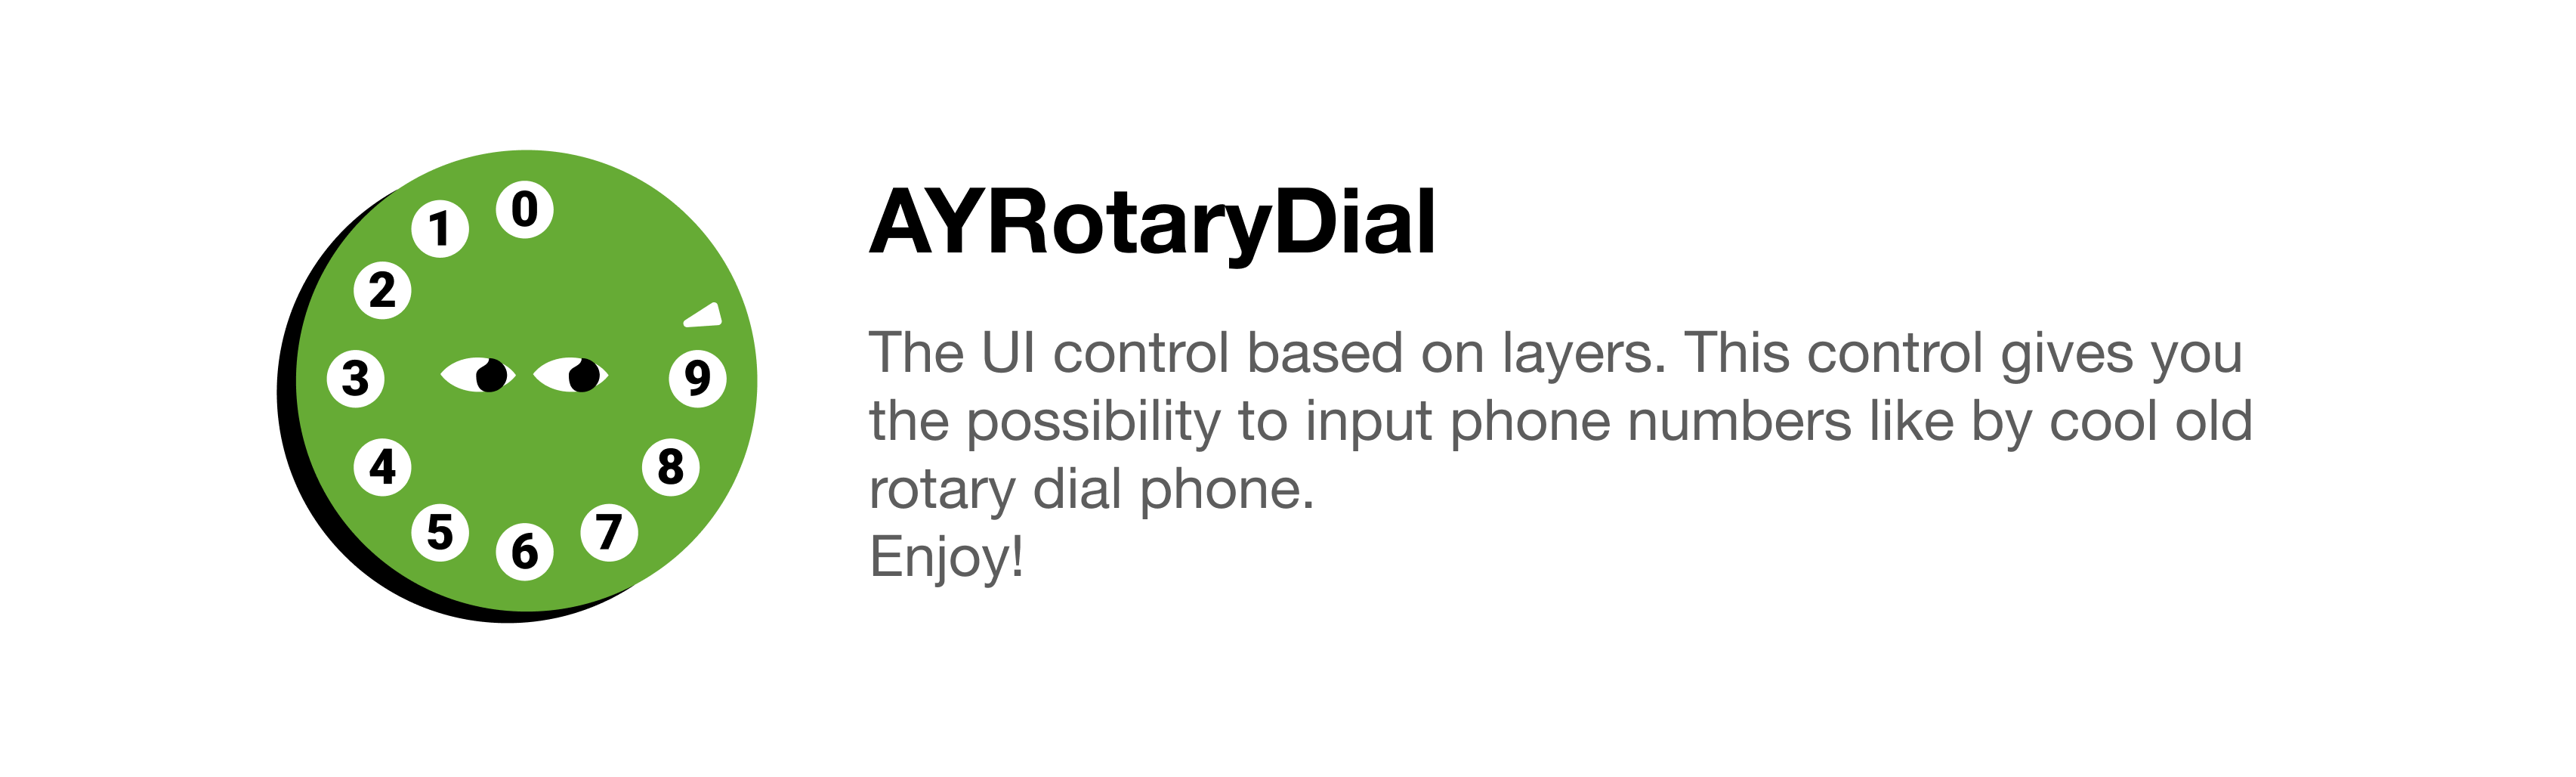 0
1
2
3
4
5
6
7
8
9
AYRotaryDial
The UI control based on layers. This control gives you
the possibility to input phone numbers like by cool old
rotary dial phone.
Enjoy!